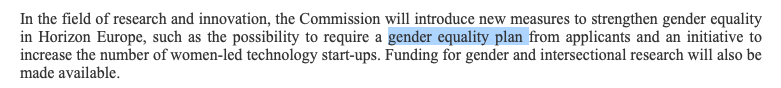 In the field of research and innovation, the Commission will introduce new measures to strengthen gender equality
in Horizon Europe, such as the possibility to require a gender equality plan from applicants and an initiative to
increase the number of women-led technology start-ups. Funding for gender and intersectional research will also be
made available.